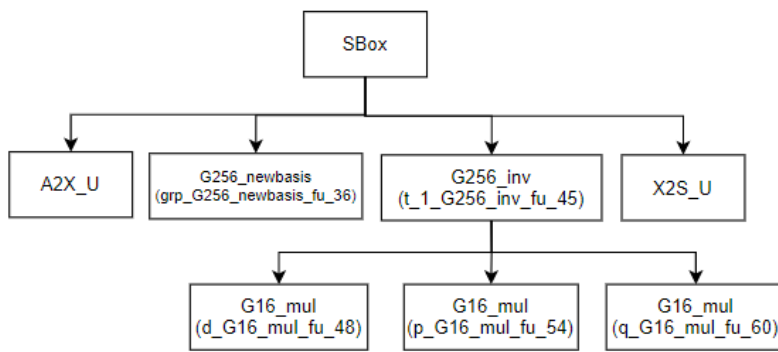 SBox
A2X_U
G256_newbasis
(grp_G256_newbasis_fu_36)
G256_inv
(t_1_G256_inv_fu_45)
X2S_U
G16_mul
(d_G16_mul_fu_48)
G16_mul
(p_G16_mul_fu_54)
G16_mul
(q_G16_mul_fu_60)